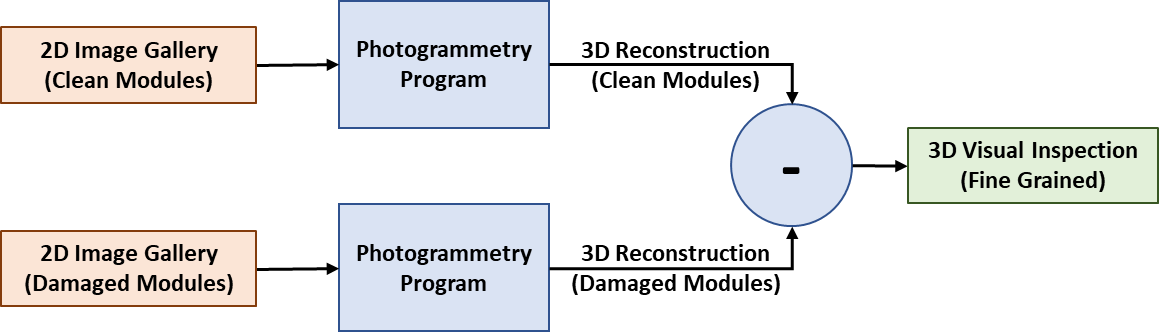 2D Image Gallery
(Clean Modules)
Photogrammetry
Program
3D Reconstruction
(Clean Modules)
-
3D Visual Inspection
(Fine Grained)
2D Image Gallery
(Damaged Modules)
Photogrammetry
Program
3D Reconstruction
(Damaged Modules)